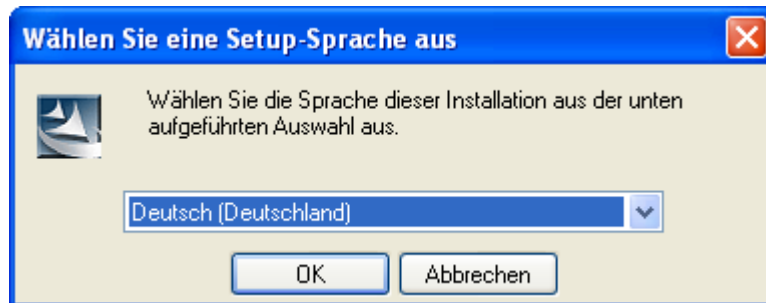 Wählen Sie eine Setup-Sprache aus
Wählen Sie die Sprache dieser Installation aus der unten
aufgeführten Auswahl aus.
Deutsch (Deutschland)
OK Abbrechen